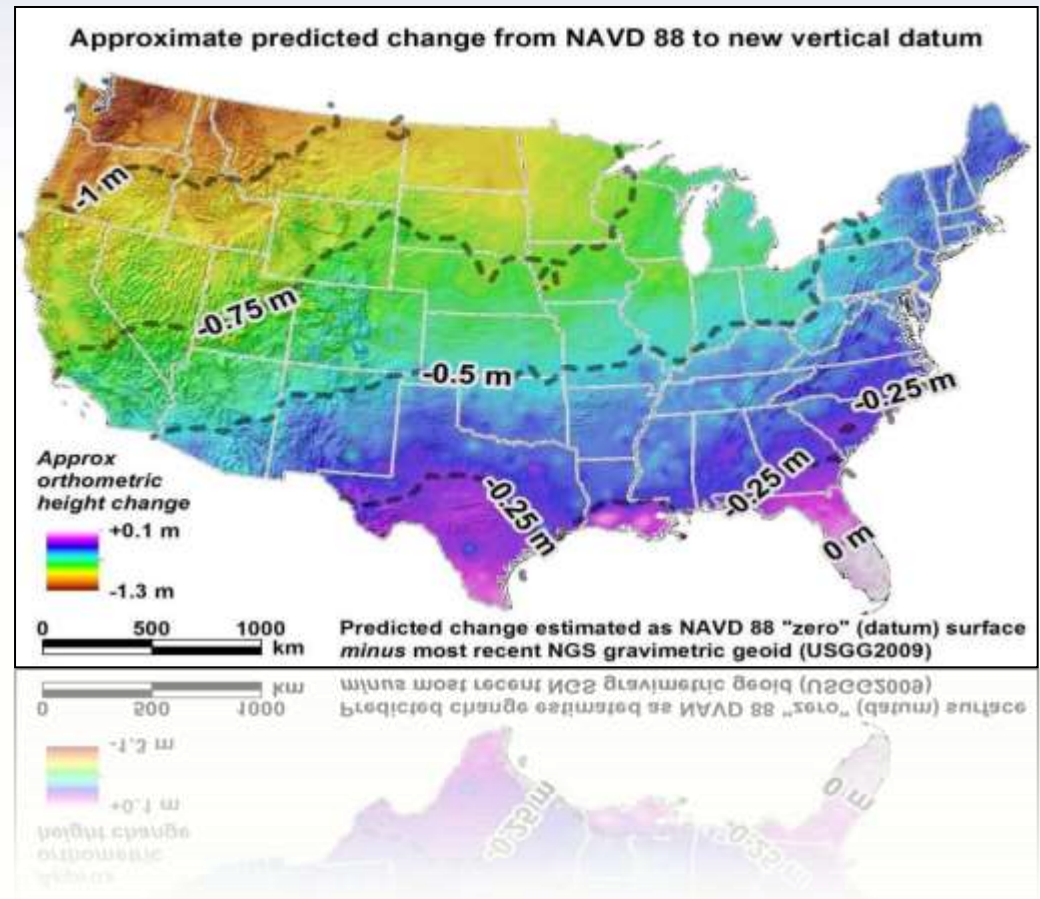 Approximate predicted change from NAVD 88 to new vertical datum
-1 m
-0.75 m
-0.5 m
-0.25 m
-0.25 m
-0.25 m
0 m
Approx
orthometric
height change
+0.1 m
-1.3 m
0 500 1000
km
Predicted change estimated as NAVD 88 "zero" (datum) surface
minus most recent NGS gravimetric geoid (USGG2009)